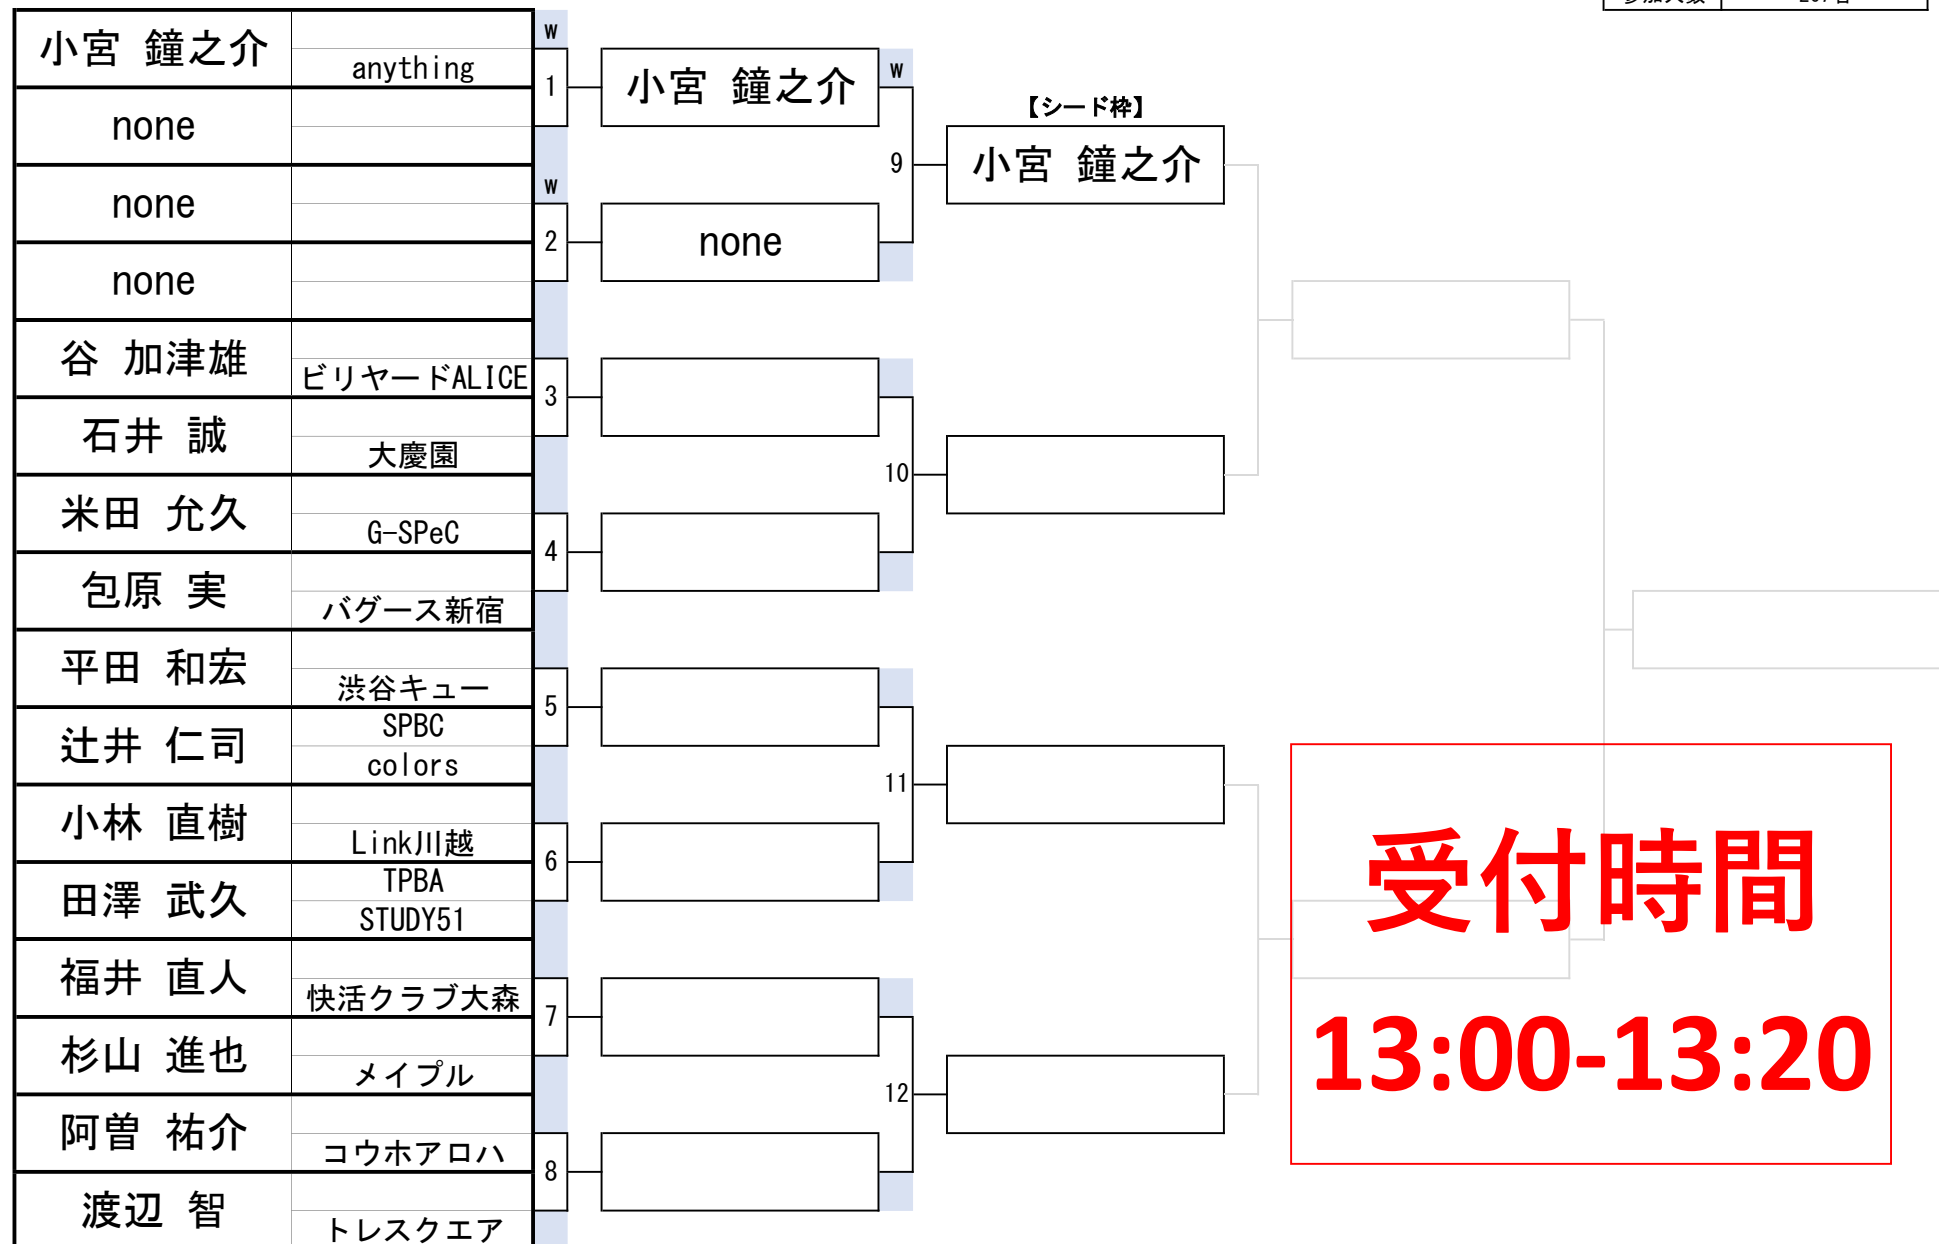 小宮 鐘之介
anything
none
none
none
谷 加津雄
ビリヤードALICE
石井 誠
大慶園
米田 允久
G-SPeC
包原 実
バグース新宿
平田 和宏
渋谷キュー
辻井 仁司
SPBC
colors
小林 直樹
Link川越
田澤 武久
TPBA
STUDY51
福井 直人
快活クラブ大森
杉山 進也
メイプル
阿曽 祐介
コウホアロハ
渡辺 智
トレスクエア
W
1
W
2
3
4
5
6
7
8
小宮 鐘之介
none
W
9
10
11
12
【シード枠】
小宮 鐘之介
受付時間
13:00-13:20